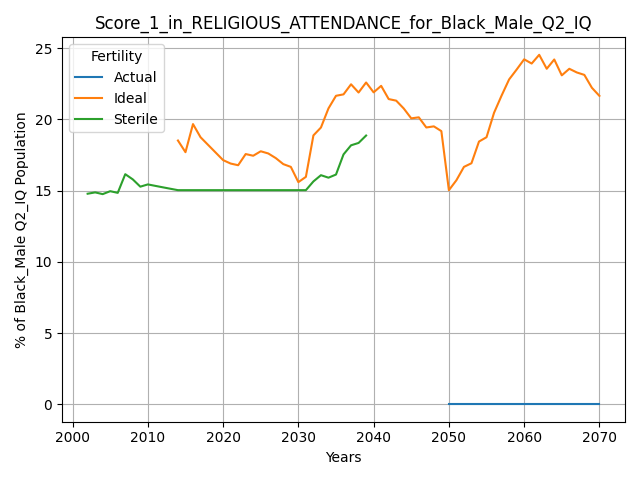 Score_1_in_RELIGIOUS_ATTENDANCE_for_Black_Male_Q2_IQ
Fertility
Actual
Ideal
Sterile
% of Black_Male Q2_IQ Population
25
20
15
10
5
0
2000 2010 2020 2030 2040 2050 2060 2070
Years